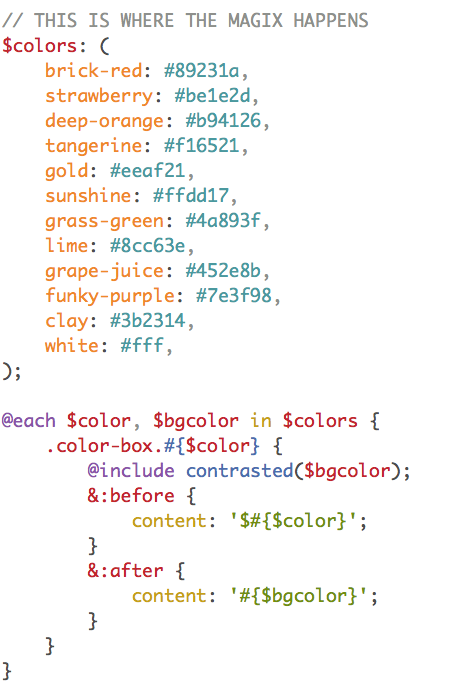 // THIS IS WHERE THE MAGIX HAPPENS
$colors: (
    brick-red: #89231a,
    strawberry: #be1e2d,
    deep-orange: #b94126,
    tangerine: #f16521,
    gold: #eeaf21,
    sunshine: #ffdd17,
    grass-green: #4a893f,
    lime: #8cc63e,
    grape-juice: #452e8b,
    funky-purple: #7e3f98,
    clay: #3b2314,
    white: #fff,
);

@each $color, $bgcolor in $colors {
    .color-box.#{$color} {
        @include contrasted($bgcolor);
        &:before {
            content: '$#{$color}';
        }
        &:after {
            content: '#{$bgcolor}';
        }
    }
}